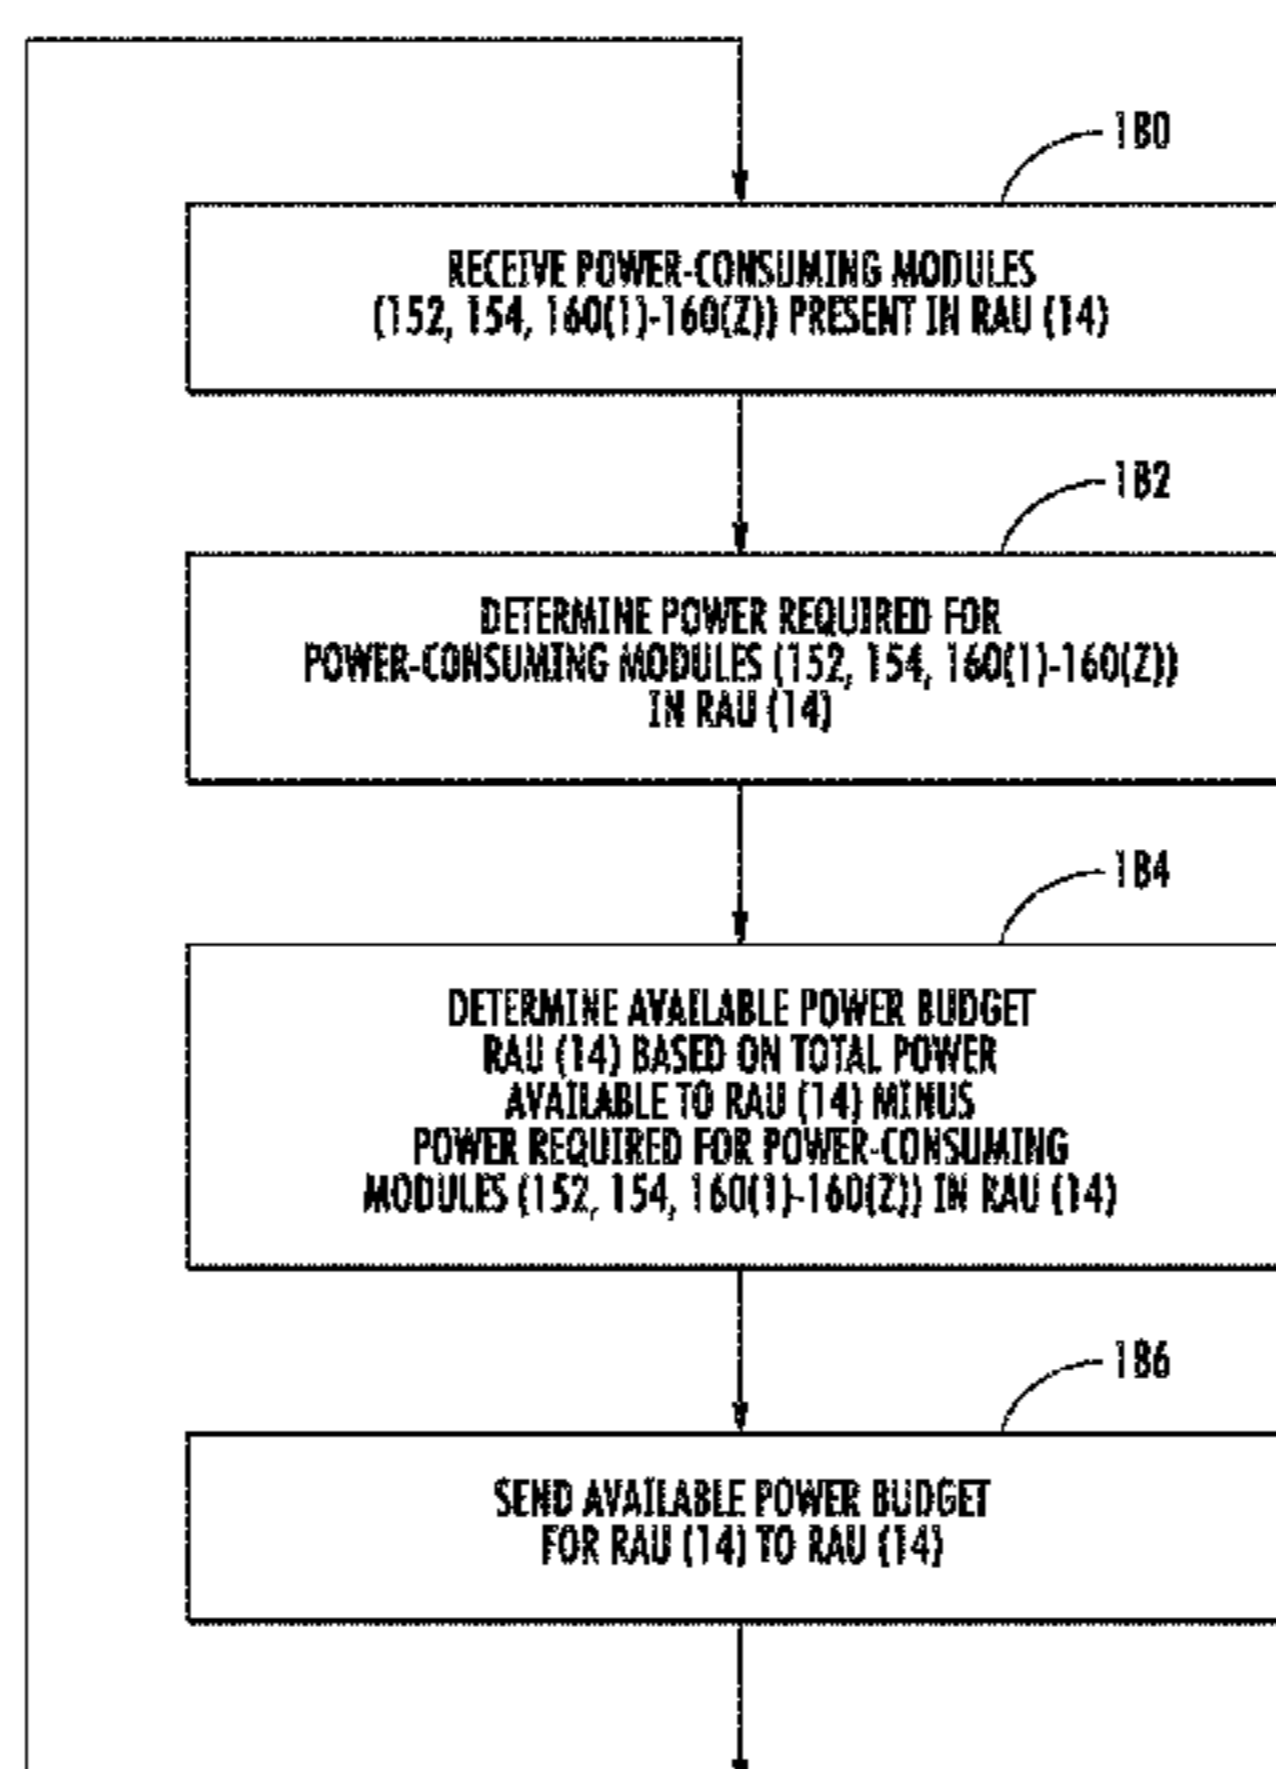 180
RECEIVE POWER-CONSUMING MODULES
(152, 154, 160(1)-160(Z)) PRESENT IN RAU (14)
182
DETERMINE POWER REQUIRED FOR
POWER-CONSUMING MODULES (152, 154, 160(1)-160(Z))
IN RAU (14)
184
DETERMINE AVAILABLE POWER BUDGET
RAU (14) BASED ON TOTAL POWER
AVAILABLE TO RAU (14) MINUS
POWER REQUIRED FOR POWER-CONSUMING
MODULES (152, 154, 160(1)-160(Z)) IN RAU (14)
186
SEND AVAILABLE POWER BUDGET
FOR RAU (14) TO RAU (14)